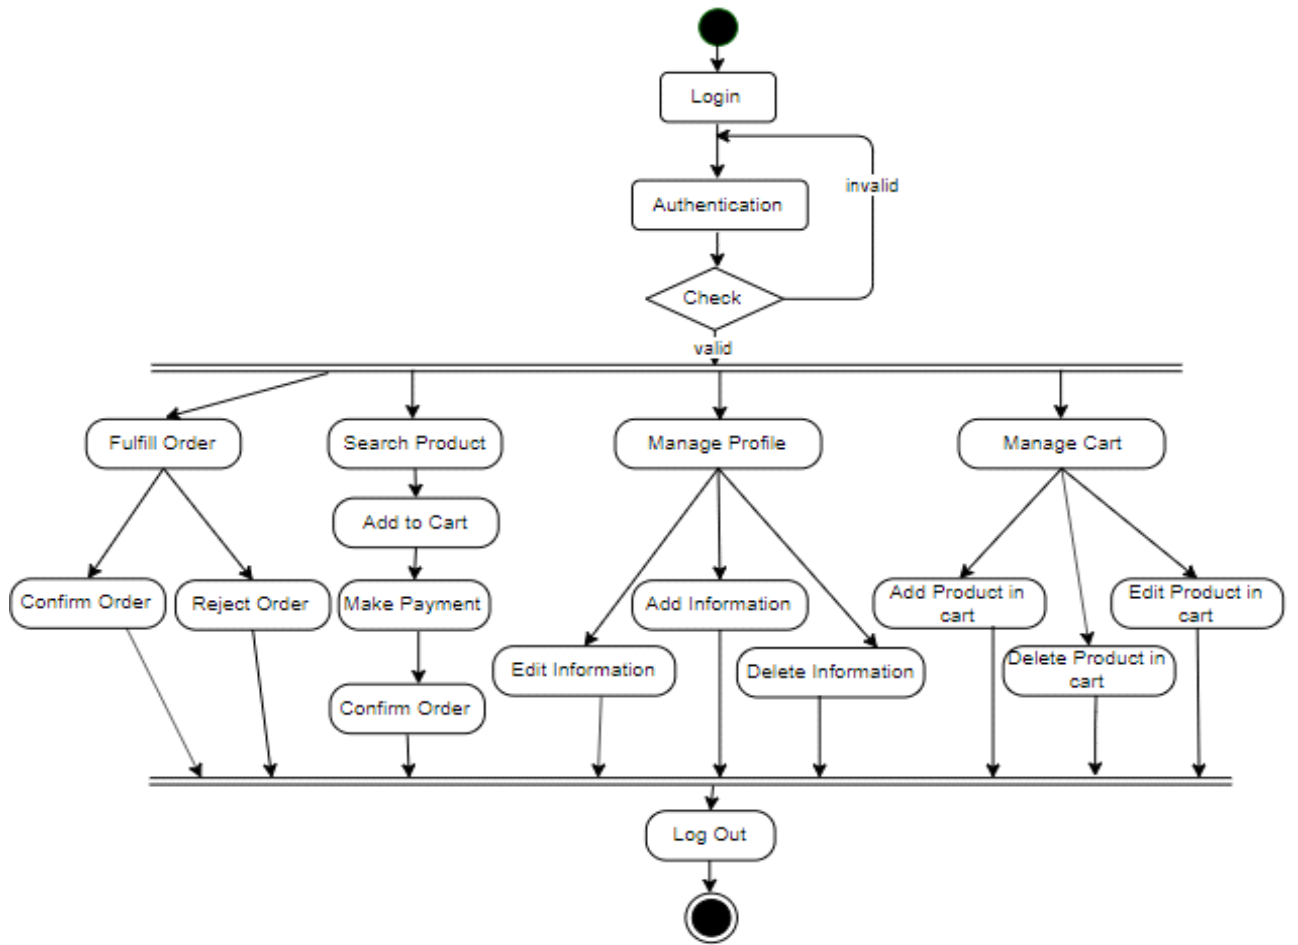 Login
invalid
Authentication
Check
valid
Fulfill Order
Search Product
Manage Profile
Manage Cart
Add to Cart
Confirm Order
Reject Order
Make Payment
Add Information
Add Product in
cart
Edit Product in
cart
Edit Information
Delete Information
Delete Product in
cart
Confirm Order
Log Out